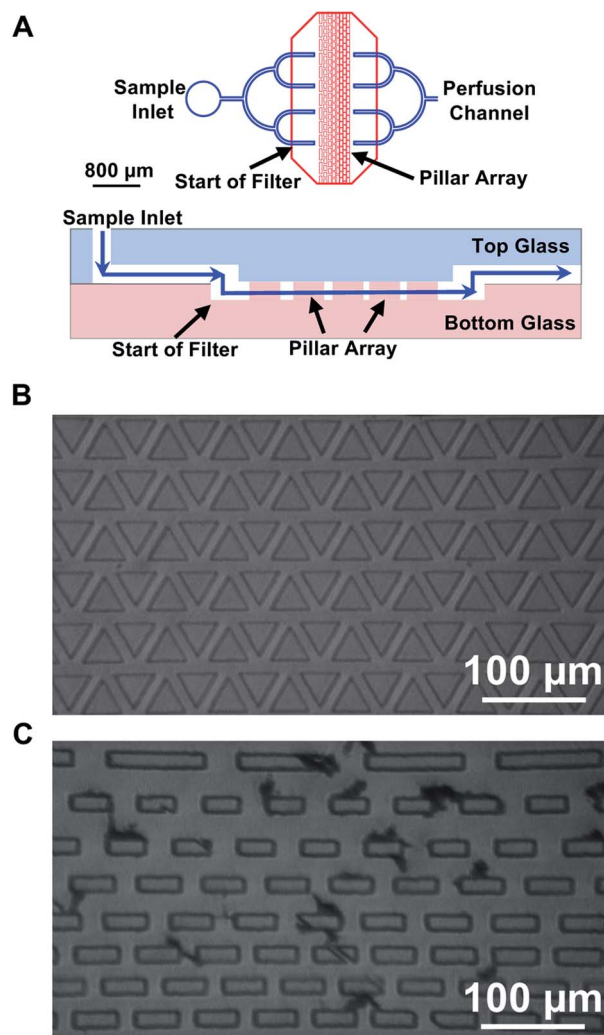 A
Sample
Inlet
Perfusion
Channel
800 µm
Start of Filter
Pillar Array
Sample Inlet
Top Glass
Bottom Glass
Start of Filter
Pillar Array
B
100 µm
C
100 µm